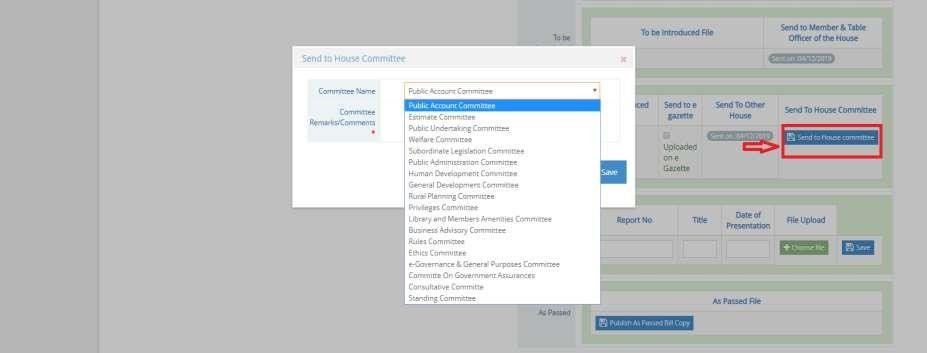 To be Introduced File
Send to Member & Table
Officer of the House
To be
Sent on :04/12/2019
Send to House Committee
×
Committee Name
Public Account Committee
Committee
Remarks/Comments
*
Public Account Committee
Estimate Committee
Public Undertaking Committee
Welfare Committee
Subordinate Legislation Committee
Public Administration Committee
Human Development Committee
General Development Committee
Rural Planning Committee
Privileges Committee
Library and Members Amenities Committee
Business Advisory Committee
Rules Committee
Ethics Committee
e-Governance & General Purposes Committee
Committe On Government Assurances
Consultative Committe
Standing Committee
Save
uced
Send to e
gazette
Send To Other
House
Send To House Committee
Uploaded
on e
Gazette
Sent on :04/12/2019
Send to House committee
Report No
Title
Date of
Presentation
File Upload
+ Choose file
Save
As Passed
As Passed File
Publish As Passed Bill Copy